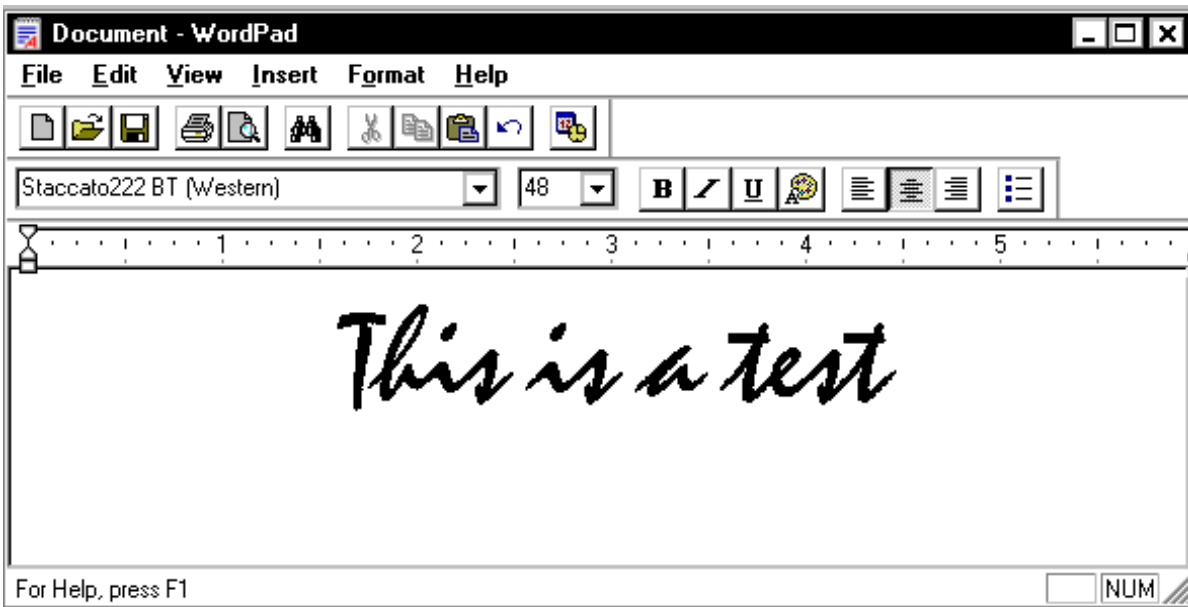 Document - WordPad
File Edit View Insert Format Help
12
Staccato222 BT (Western) 48 B I U A
1 2 3 4 5
This is a test
For Help, press F1 NUM